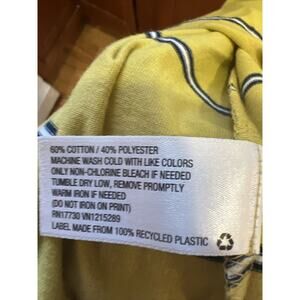 60% COTTON / 40% POLYESTER
MACHINE WASH COLD WITH LIKE COLORS
ONLY NON-CHLORINE BLEACH IF NEEDED
TUMBLE DRY LOW, REMOVE PROMPTLY
WARM IRON IF NEEDED
(DO NOT IRON ON PRINT)
RN17730 VN1215289
LABEL MADE FROM 100% RECYCLED PLASTIC